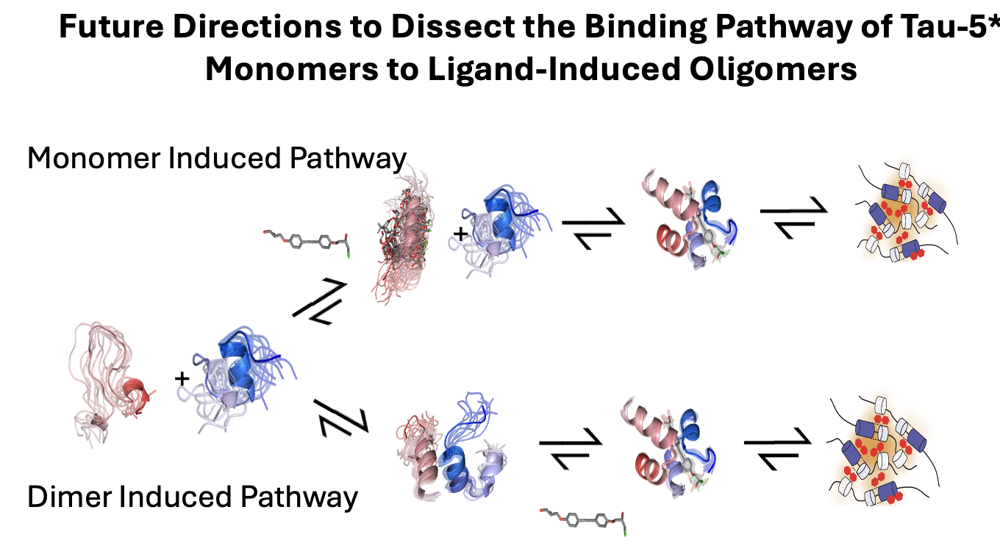 Future Directions to Dissect the Binding Pathway of Tau-5*
Monomers to Ligand-Induced Oligomers
Monomer Induced Pathway
+
+
Dimer Induced Pathway